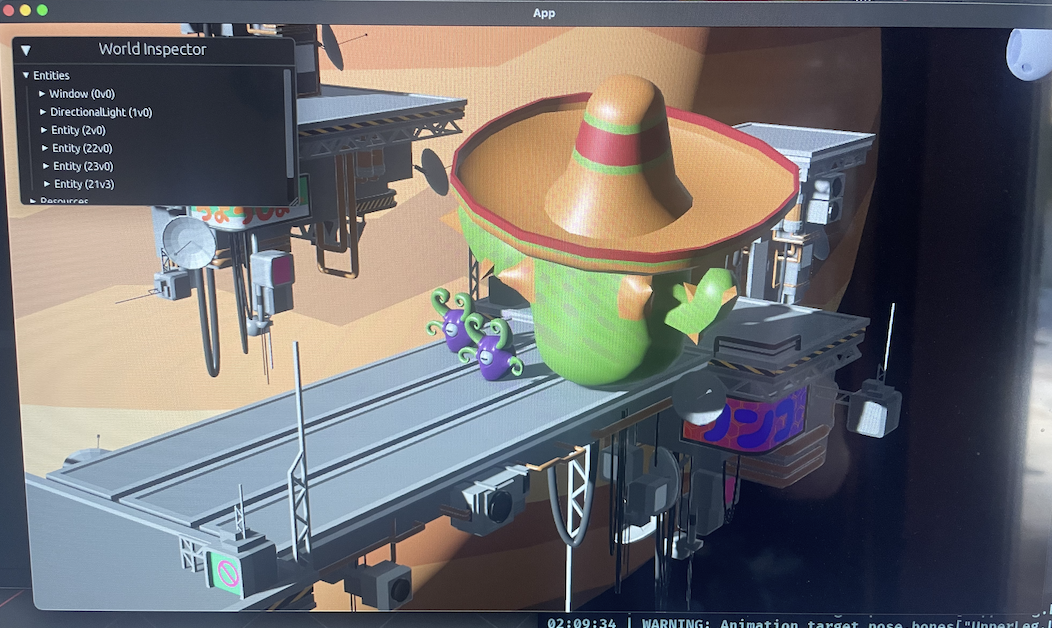 App
World Inspector
Entities
Window (0v0)
DirectionalLight (1v0)
Entity (2v0)
Entity (22v0)
Entity (23v0)
Entity (21v3)
Resources
02:09:34 | WARNING: Animation target pose.bones["UpperLeg.